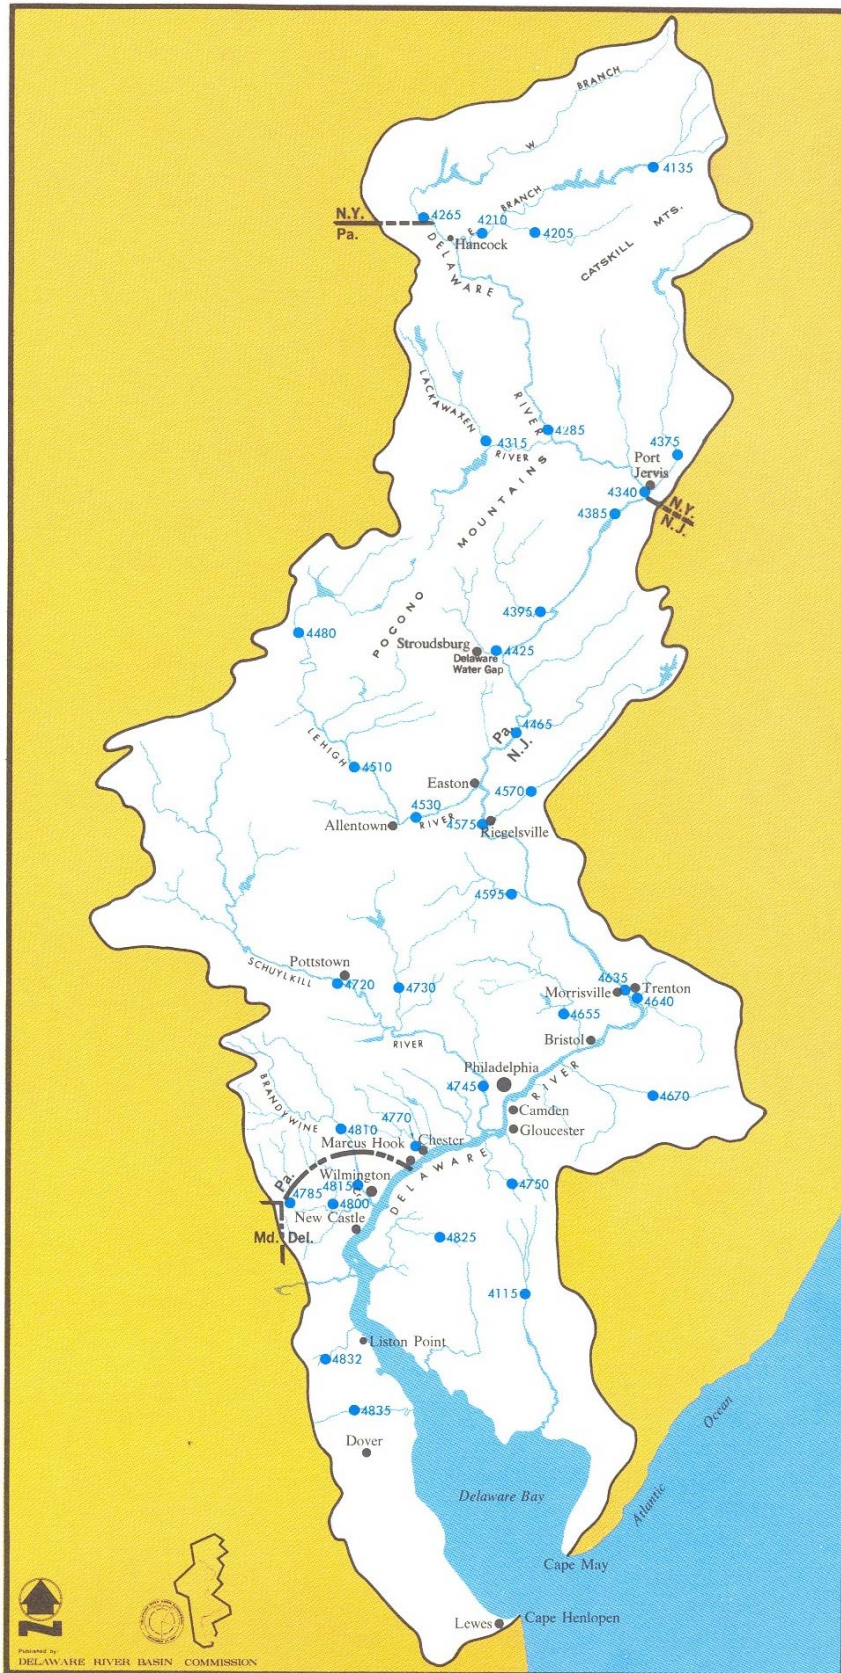 BRANCH
W
4135
BRANCH
N.Y.
Pa.
4265
4210
E
4205
MTS.
CATSKILL
Hancock
DELAWARE
LACKAWAXEN
RIVER
4285
4315
RIVER
4375
Port
Jervis
4340
N.Y.
N.J.
4385
MOUNTAINS
POCONO
4395
4480
Stroudsburg
4425
Delaware
Water Gap
4465
Pa.
N.J.
LEHIGH
4510
Easton
4570
4530
Allentown
RIVER
4575
Riegelsville
4595
Pottstown
SCHUYLKILL
4720
4730
4635
Trenton
Morrisville
4640
4655
RIVER
Bristol
Philadelphia
RIVER
4745
4670
BRANDYWINE
Camden
4770
4810
Chester
Gloucester
Marcus Hook
DELAWARE
Pa.
4815
Wilmington
4750
4785
4800
New Castle
Md.
Del.
4825
4115
Liston Point
4832
4835
Dover
Ocean
Atlantic
Delaware Bay
Cape May
Cape Henlopen
Lewes
N
Published by:
DELAWARE RIVER BASIN COMMISSION